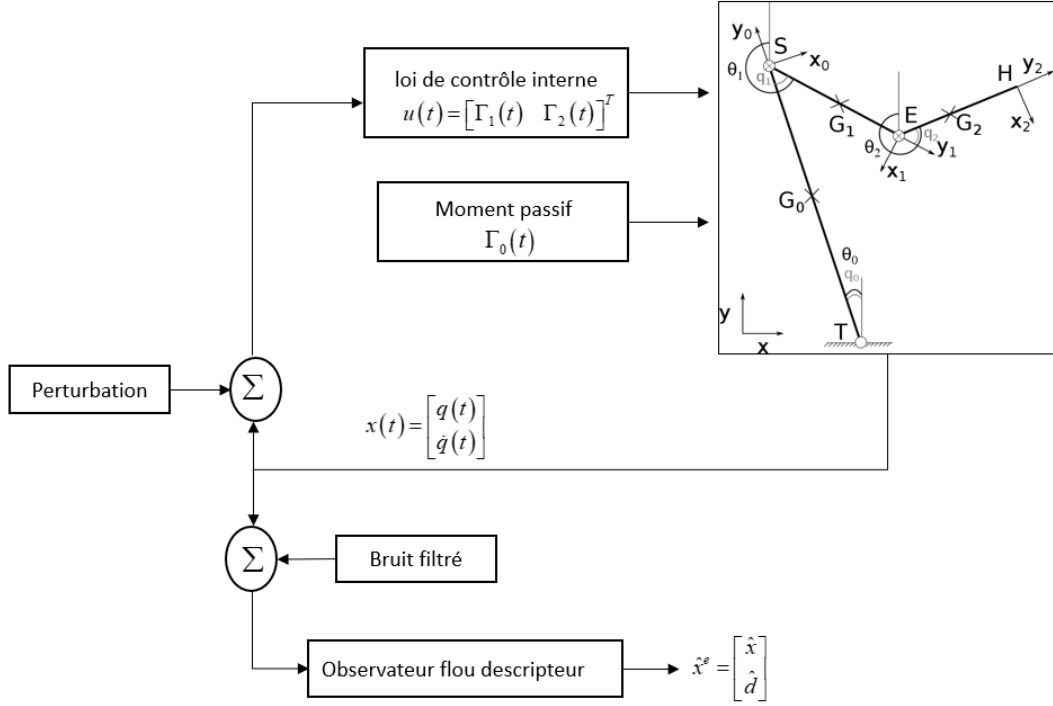 loi de contrôle interne
u(t)=[Γ₁(t) Γ₂(t)]ᵀ
Moment passif
Γ₀(t)
y₀
S
x₀
θ₁
q₁
G₁
E
H
y₂
x₂
G₂
q₂
θ₂
y₁
x₁
G₀
θ₀
q₀
T
y
x
Perturbation
Σ
x(t)=[q(t) q̇(t)]
Σ
Bruit filtré
Observateur flou descripteur
x̂ᵉ=[x̂ d̂]